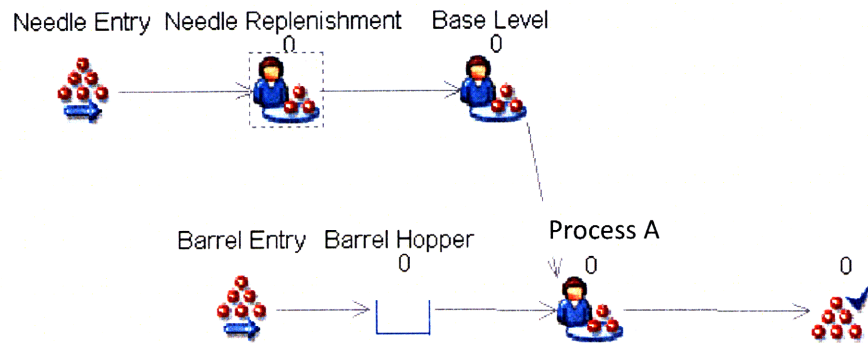 Needle Entry Needle Replenishment Base Level
0 0
Process A
Barrel Entry Barrel Hopper
0 0 0